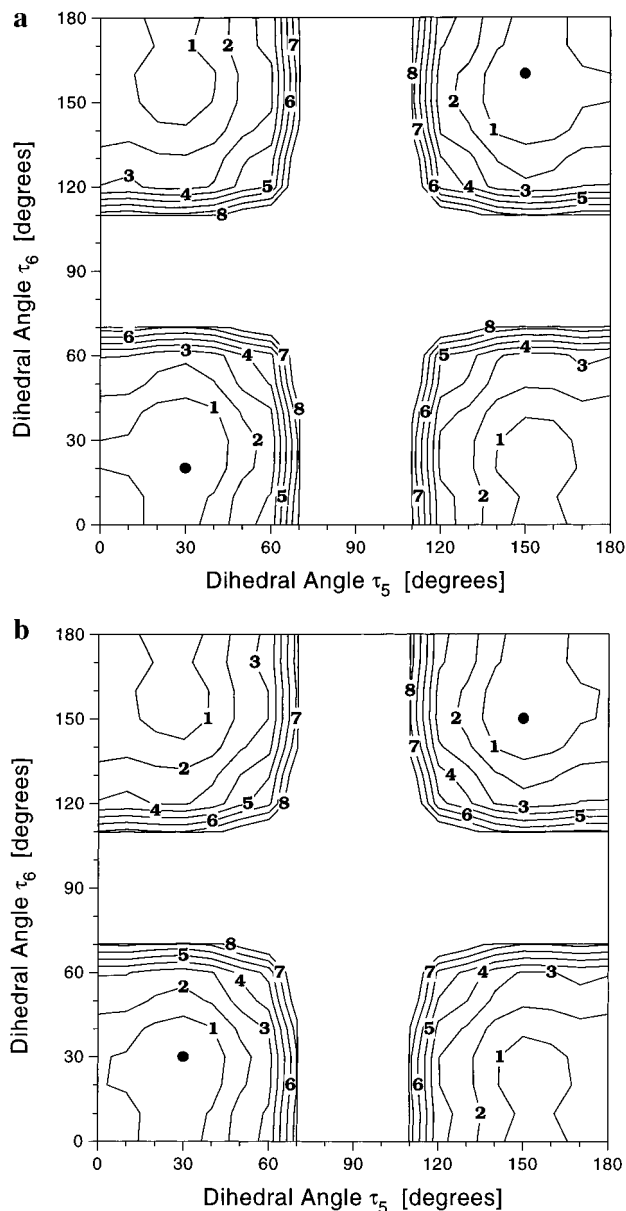 a
180
150
120
90
60
30
0
Dihedral Angle τ6 [degrees]
1 2 7 8 1
6 2
7 1
3 4 5 6 4 3 5
8
6 8
3 4 7 5 4 3
1 8 6
2 1
5 7 2
0 30 60 90 120 150 180
Dihedral Angle τ5 [degrees]
b
180
150
120
90
60
30
0
Dihedral Angle τ6 [degrees]
3 8
1 7 2
2 7 1
4 5 8 4 3
6 6 5
8
5 7 7 4 3
2 4
1 3 5
1
6 6
2
0 30 60 90 120 150 180
Dihedral Angle τ5 [degrees]